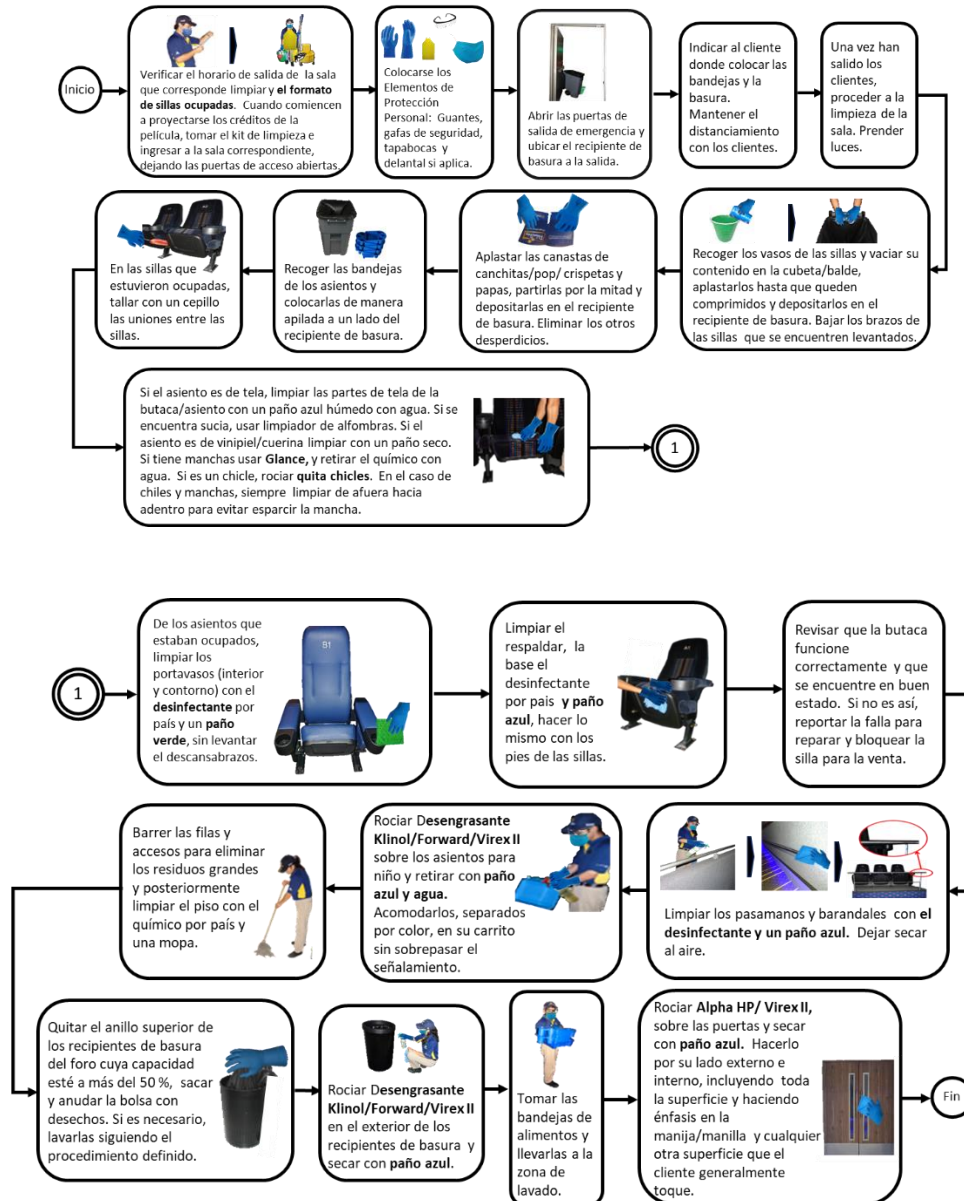 Inicio
Verificar el horario de salida de la sala
que corresponde limpiar y el formato
de sillas ocupadas. Cuando comiencen
a proyectarse los créditos de la
película, tomar el kit de limpieza e
ingresar a la sala correspondiente,
dejando las puertas de acceso abiertas.
Colocarse los
Elementos de
Protección
Personal: Guantes,
gafas de seguridad,
tapabocas y
delantal si aplica.
Abrir las puertas de
salida de emergencia y
ubicar el recipiente de
basura a la salida.
Indicar al cliente
donde colocar las
bandejas y la
basura.
Mantener el
distanciamiento
con los clientes.
Una vez han
salido los
clientes,
proceder a la
limpieza de la
sala. Prender
luces.
Recoger los vasos de las sillas y vaciar su
contenido en la cubeta/balde,
aplastarlos hasta que queden
comprimidos y depositarlos en el
recipiente de basura. Bajar los brazos de
las sillas que se encuentren levantados.
Aplastar las canastas de
canchitas/pop/ crispetas y
papas, partirlas por la mitad y
depositarlas en el recipiente
de basura. Eliminar los otros
desperdicios.
Recoger las bandejas
de los asientos y
colocarlas de manera
apilada a un lado del
recipiente de basura.
En las sillas que
estuvieron ocupadas,
tallar con un cepillo
las uniones entre las
sillas.
Si el asiento es de tela, limpiar las partes de tela de la
butaca/asiento con un paño azul húmedo con agua. Si se
encuentra sucia, usar limpiador de alfombras. Si el
asiento es de vinipiel/cuerina limpiar con un paño seco.
Si tiene manchas usar Glance, y retirar el químico con
agua. Si es un chicle, rociar quita chicles. En el caso de
chiles y manchas, siempre limpiar de afuera hacia
adentro para evitar esparcir la mancha.
1
1
De los asientos que
estaban ocupados,
limpiar los
portavasos (interior
y contorno) con el
desinfectante por
país y un paño
verde, sin levantar
el descansabrazos.
B1
Limpiar el
respaldar, la
base el
desinfectante
por pais y paño
azul, hacer lo
mismo con los
pies de las sillas.
B1
Revisar que la butaca
funcione
correctamente y que
se encuentre en buen
estado. Si no es así,
reportar la falla para
reparar y bloquear la
silla para la venta.
Limpiar los pasamanos y barandales con el
desinfectante y un paño azul. Dejar secar
al aire.
Rociar Desengrasante
Klinol/Forward/Virex II
sobre los asientos para
niño y retirar con paño
azul y agua.
Acomodarlos, separados
por color, en su carrito
sin sobrepasar el
señalamiento.
Barrer las filas y
accesos para eliminar
los residuos grandes
y posteriormente
limpiar el piso con el
químico por país y
una mopa.
Quitar el anillo superior de
los recipientes de basura
del foro cuya capacidad
esté a más del 50 %, sacar
y anudar la bolsa con
desechos. Si es necesario,
lavarlas siguiendo el
procedimiento definido.
Rociar Desengrasante
Klinol/Forward/Virex II
en el exterior de los
recipientes de basura y
secar con paño azul.
Tomar las
bandejas de
alimentos y
llevarlas a la
zona de
lavado.
Rociar Alpha HP/ Virex II,
sobre las puertas y secar
con paño azul. Hacerlo
por su lado externo e
interno, incluyendo toda
la superficie y haciendo
énfasis en la
manija/manilla y cualquier
otra superficie que el
cliente generalmente
toque.
Fin